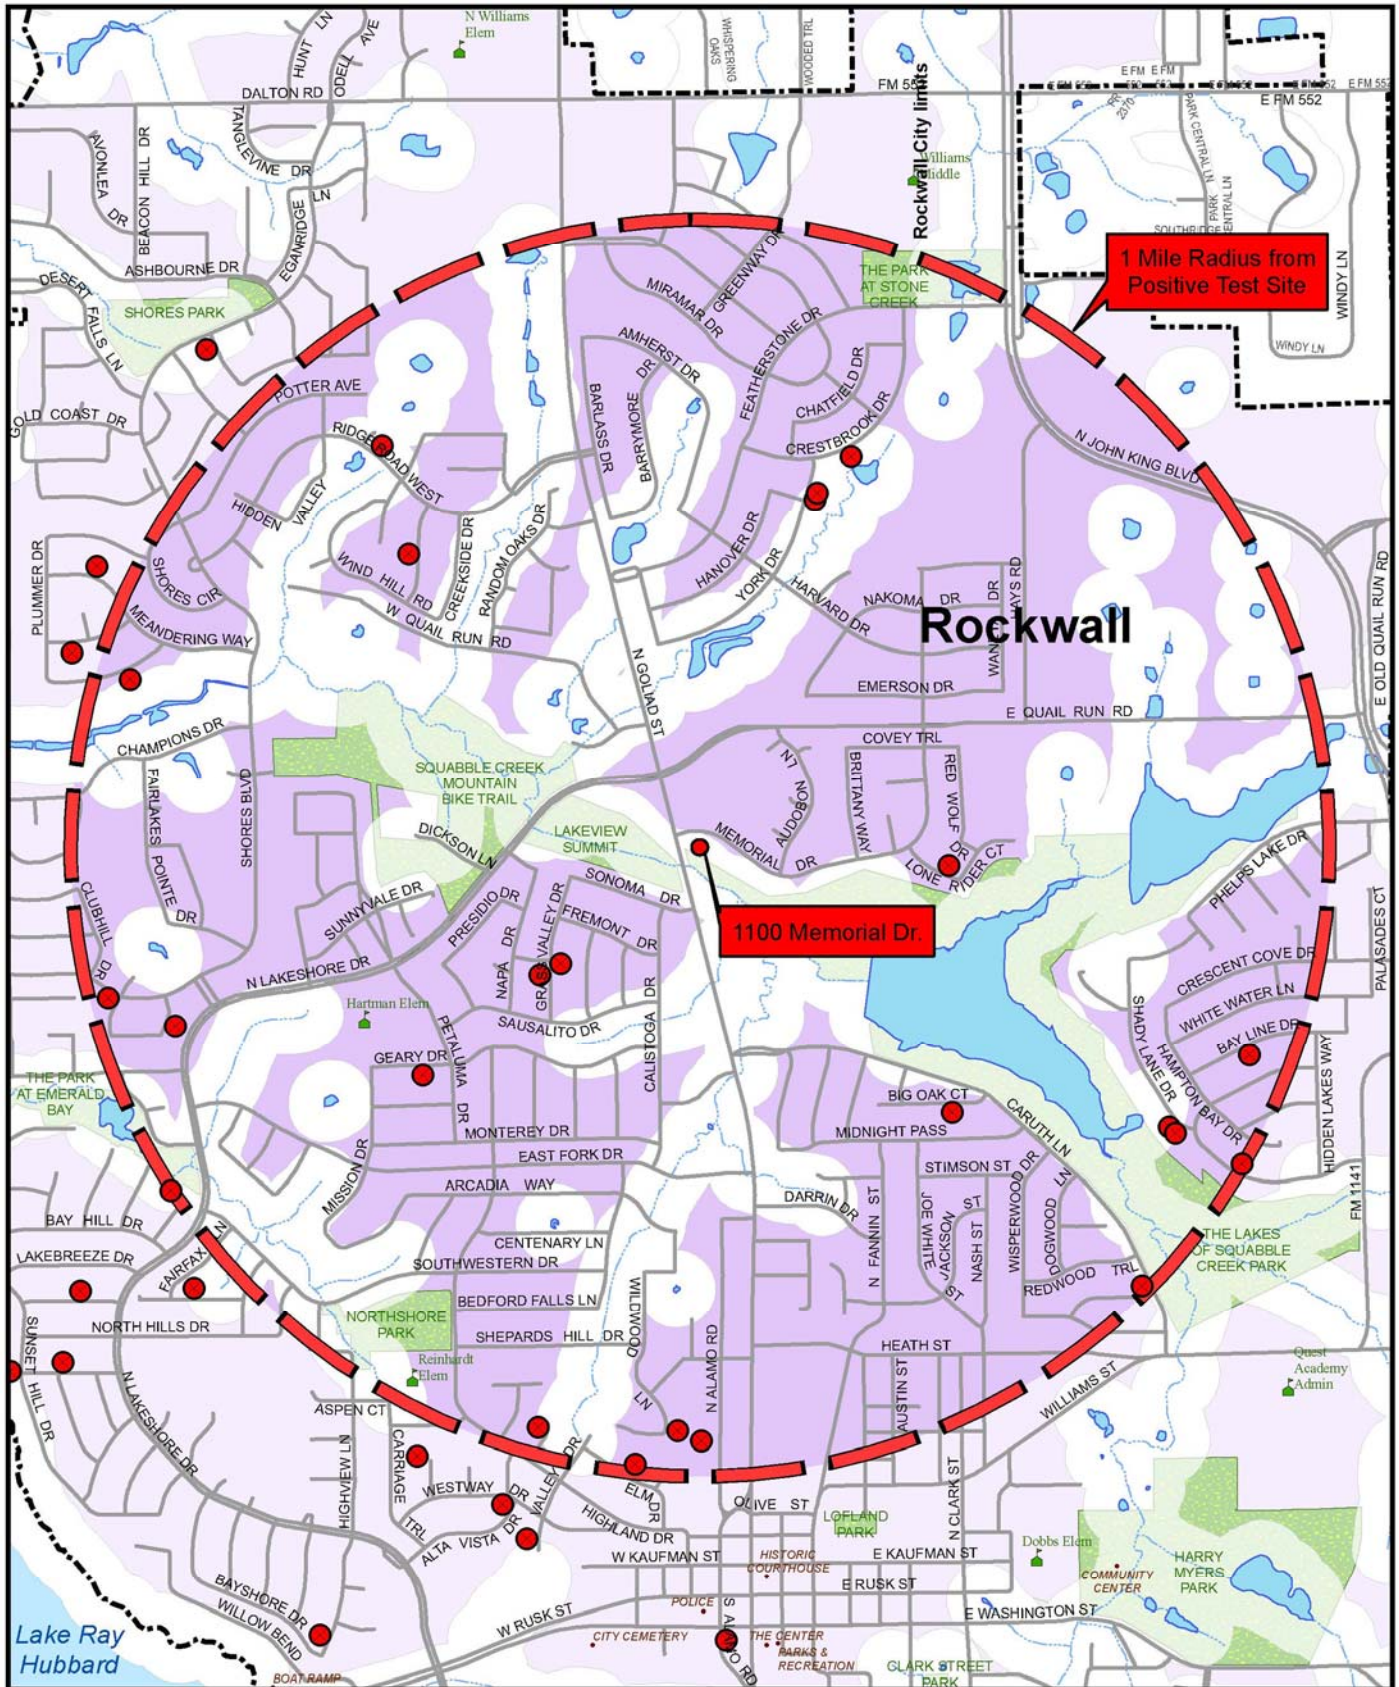 N Williams
Elem
HUNT LN
ODELL AVE
WHISPERING
OAKS
WOODED TRL
DALTON RD
FM 552
Rockwall City limits
E FM
E FM
552
E FM 552
E FM 552
E FM 552
E FM 552
2370
PARK CENTRAL LN
PARK
CENTRAL LN
SOUTHRIDGE
WINDY LN
WINDY LN
TANGLEVINE DR
AVONLEA DR
BEACON HILL DR
EGANRIDGE LN
Williams
Middle
ASHBOURNE DR
DESERT FALLS LN
SHORES PARK
GREENWAY DR
MIRAMAR DR
THE PARK
AT STONE
CREEK
1 Mile Radius from
Positive Test Site
FEATHERSTONE DR
AMHERST DR
CHATFIELD DR
BARLASS DR
BARRYMORE DR
CRESTBROOK DR
GOLD COAST DR
POTTER AVE
RIDGE ROAD WEST
N JOHN KING BLVD
HIDDEN VALLEY
CREEKSIDE DR
RANDOM OAKS DR
HANOVER DR
YORK DR
HARVARD DR
PLUMMER DR
SHORES CIR
WIND HILL RD
W QUAIL RUN RD
MEANDERING WAY
NAKOMA DR
HAYS RD
Rockwall
EMERSON DR
N GOLIAD ST
E QUAIL RUN RD
E OLD QUAIL RUN RD
CHAMPIONS DR
COVEY TRL
SQUABBLE CREEK
MOUNTAIN
BIKE TRAIL
FAIRLAKES POINTE DR
SHORES BLVD
AUDOBON LN
BRITTANY WAY
RED WOLF DR
DICKSON LN
LAKEVIEW
SUMMIT
MEMORIAL DR
LONE RIDER CT
PHELPS LAKE DR
CLUBHILL DR
SUNNYVALE DR
PRESIDIO DR
SONOMA DR
FREMONT DR
NAPA DR
GRASS VALLEY DR
1100 Memorial Dr.
PALASADES CT
CRESCENT COVE DR
WHITE WATER LN
BAY LINE DR
N LAKESHORE DR
Hartman Elem
SAUSALITO DR
CALISTOGA DR
SHADY LANE DR
HAMPTON BAY DR
HIDDEN LAKES WAY
THE PARK
AT EMERALD
BAY
GEARY DR
PETALUMA DR
BIG OAK CT
MIDNIGHT PASS
CARUTH LN
MONTEREY DR
EAST FORK DR
MISSION DR
ARCADIA WAY
DARRIN DR
STIMSON ST
N FANNIN ST
JOE WHITE
JACKSON ST
ST
NASH ST
WISPERWOOD DR
DOGWOOD LN
FM 1141
BAY HILL DR
LAKEBREEZE DR
FAIRFAX LN
CENTENARY LN
SOUTHWESTERN DR
REDWOOD TRL
THE LAKES
OF SQUABBLE
CREEK PARK
NORTHSHORE
PARK
BEDFORD FALLS LN
WILDWOOD LN
NORTH HILLS DR
SHEPARDS HILL DR
HEATH ST
SUNSET HILL DR
Reinhardt
Elem
N ALAMO RD
AUSTIN ST
WILLIAMS ST
Quest
Academy
Admin
N LAKESHORE DR
ASPEN CT
HIGHVIEW LN
CARRIAGE TRL
WESTWAY DR
VALLEY DR
ELM DR
OLIVE ST
N CLARK ST
LOFLAND
PARK
ALTA VISTA DR
HIGHLAND DR
Dobbs Elem
W KAUFMAN ST
HISTORIC
COURTHOUSE
E KAUFMAN ST
HARRY
MYERS
PARK
COMMUNITY
CENTER
BAYSHORE DR
WILLOW BEND
E RUSK ST
POLICE
E WASHINGTON ST
W RUSK ST
S ALAMO RD
Lake Ray
Hubbard
CITY CEMETERY
THE CENTER
PARKS &
RECREATION
CLARK STREET
PARK
BOAT RAMP